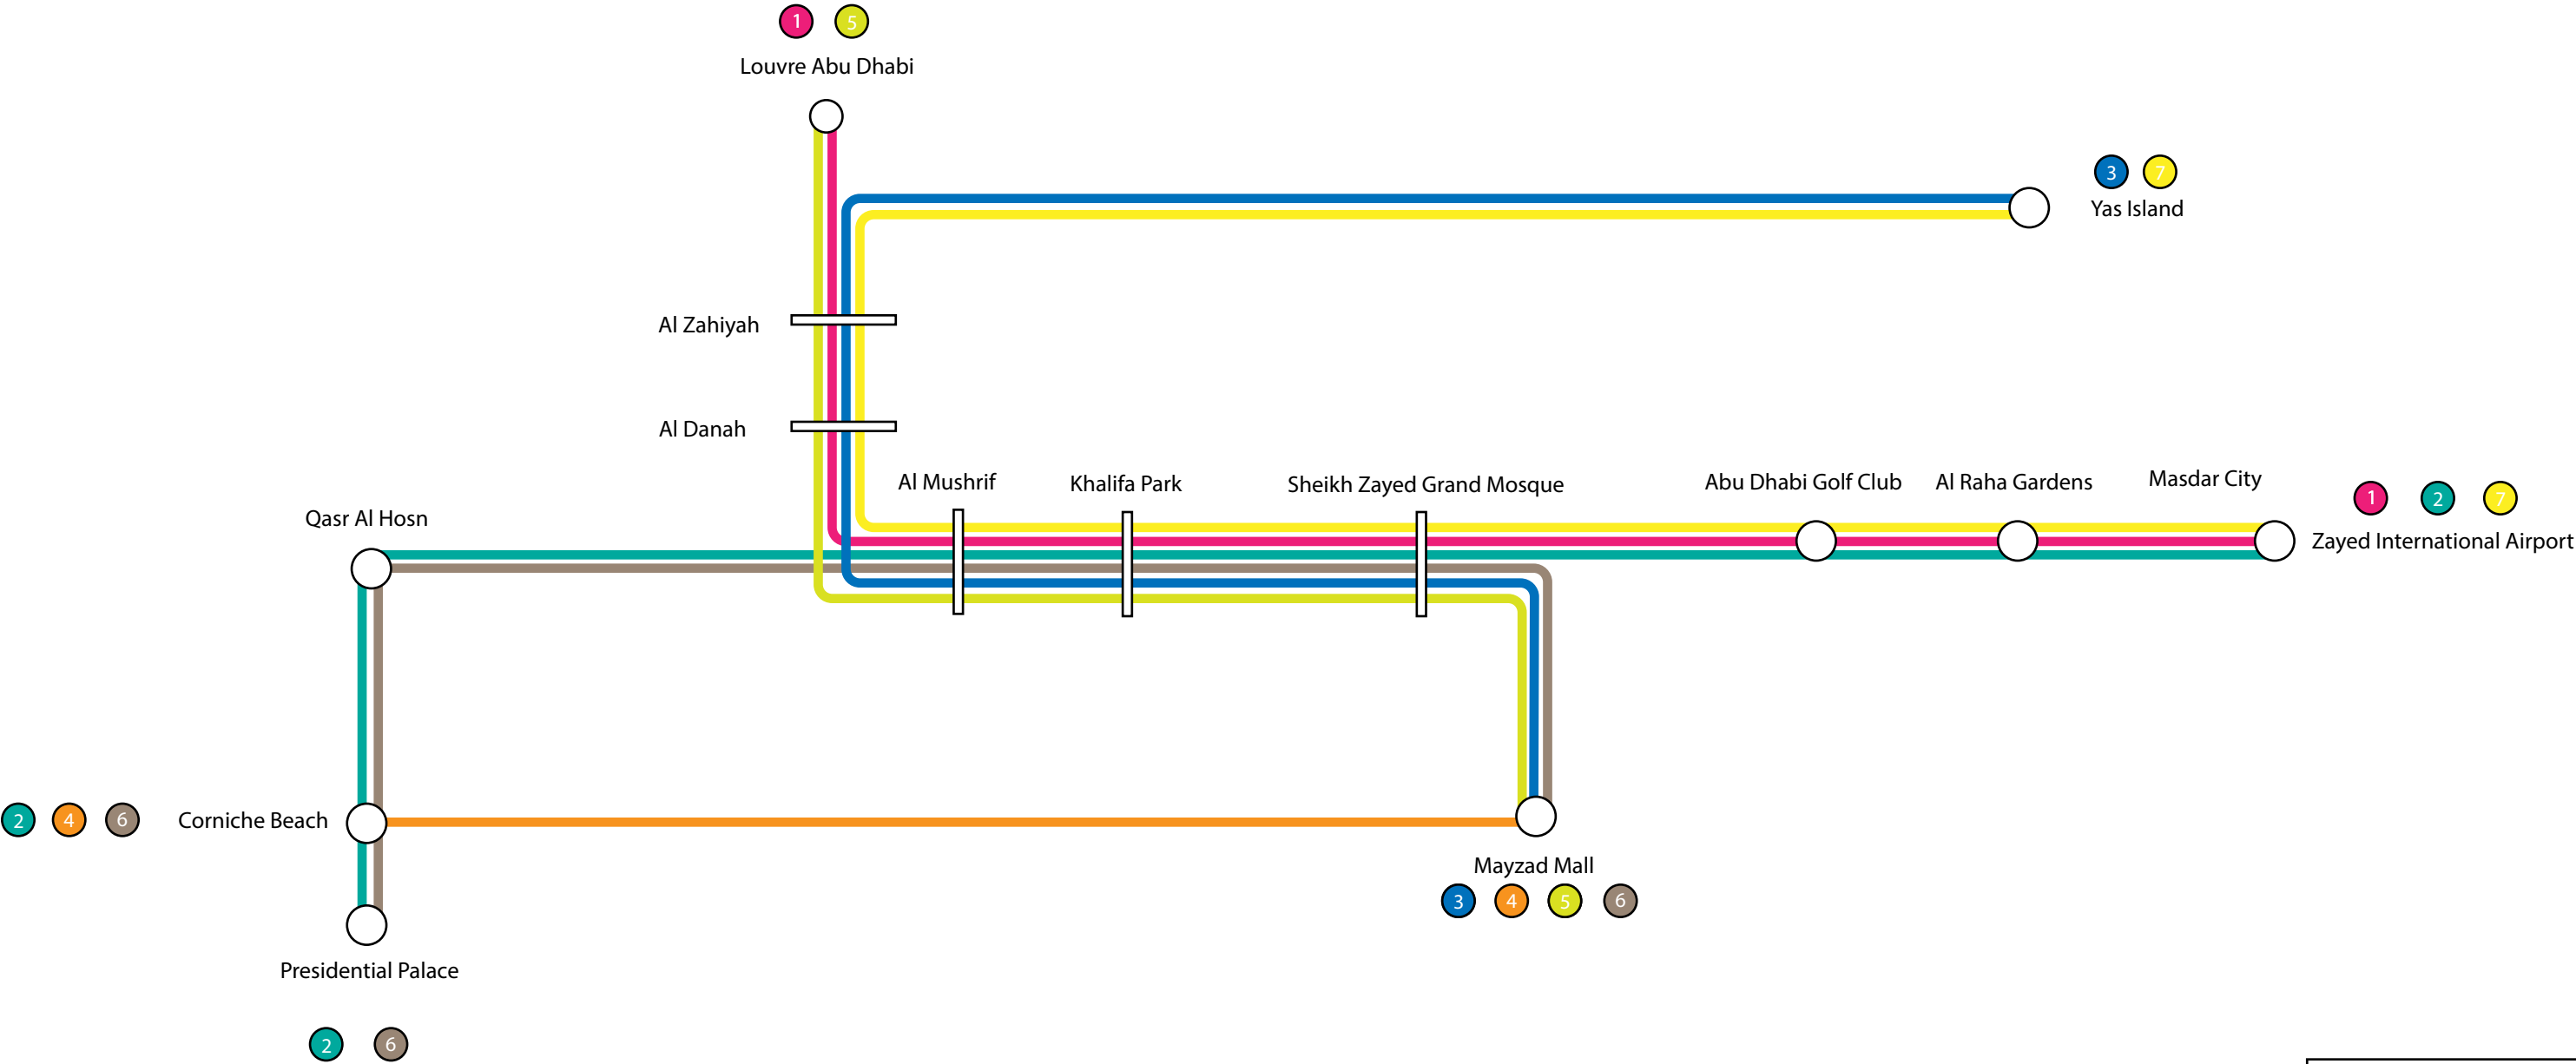 1 5
Louvre Abu Dhabi
3 7
Yas Island
Al Zahiyah
Al Danah
Al Mushrif
Khalifa Park
Sheikh Zayed Grand Mosque
Abu Dhabi Golf Club
Al Raha Gardens
Masdar City
1 2 7
Zayed International Airport
Qasr Al Hosn
2 4 6
Corniche Beach
Mayzad Mall
3 4 5 6
Presidential Palace
2 6